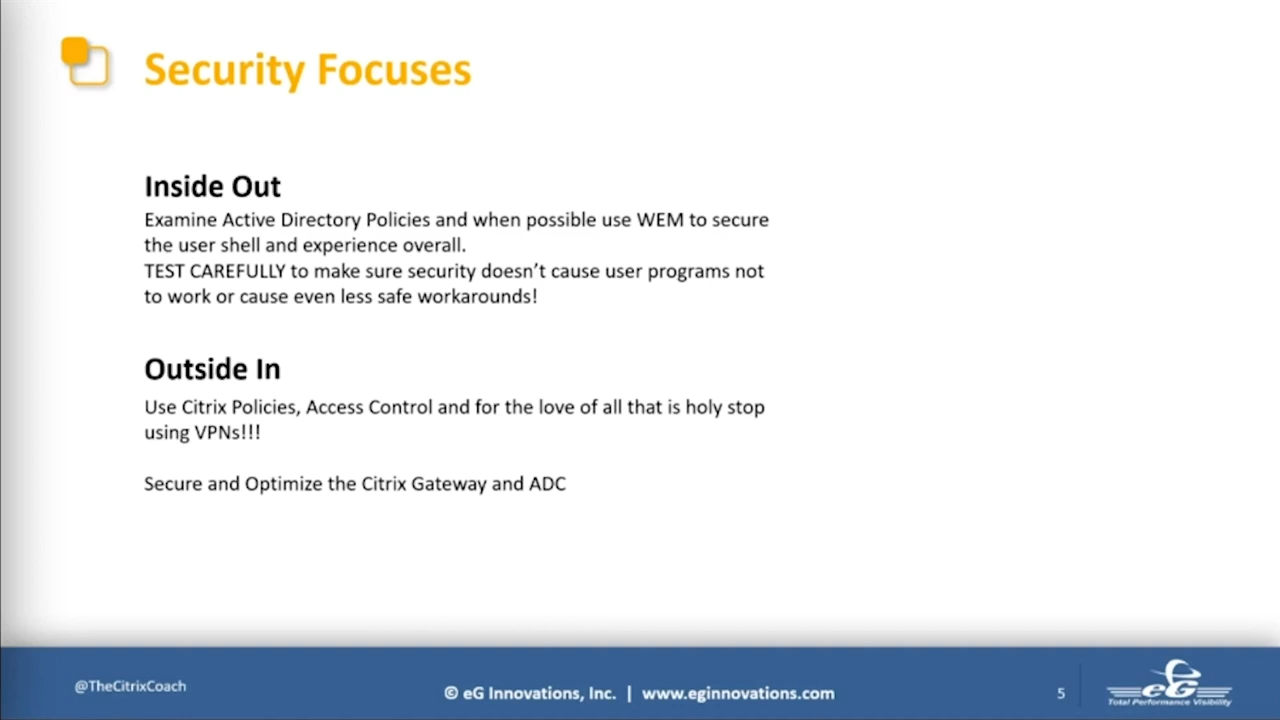 Security Focuses
Inside Out
Examine Active Directory Policies and when possible use WEM to secure
the user shell and experience overall.
TEST CAREFULLY to make sure security doesn't cause user programs not
to work or cause even less safe workarounds!
Outside In
Use Citrix Policies, Access Control and for the love of all that is holy stop
using VPNs!!!
Secure and Optimize the Citrix Gateway and ADC
@TheCitrixCoach
© eG Innovations, Inc. | www.eginnovations.com
5
eG
Total Performance Visibility